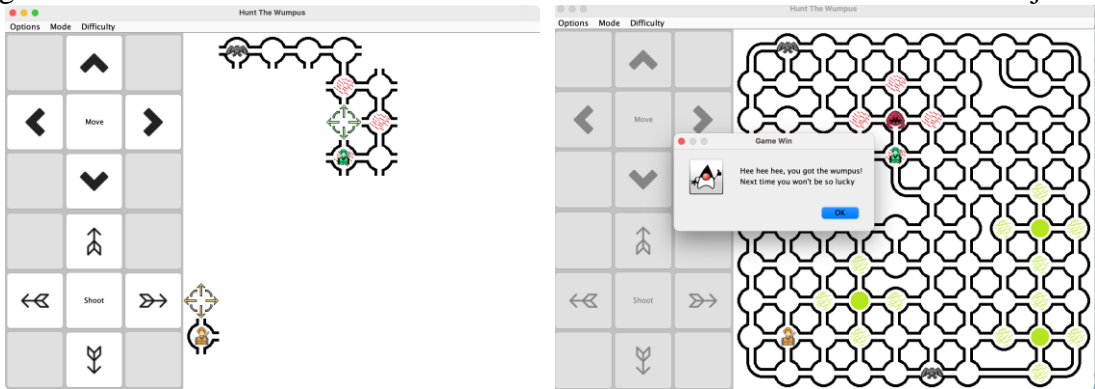 Hunt The Wumpus
Options Mode Difficulty
Move
Shoot
Hunt The Wumpus
Options Mode Difficulty
Move
Game Win
Hee hee hee, you got the wumpus!
Next time you won't be so lucky
OK
Shoot